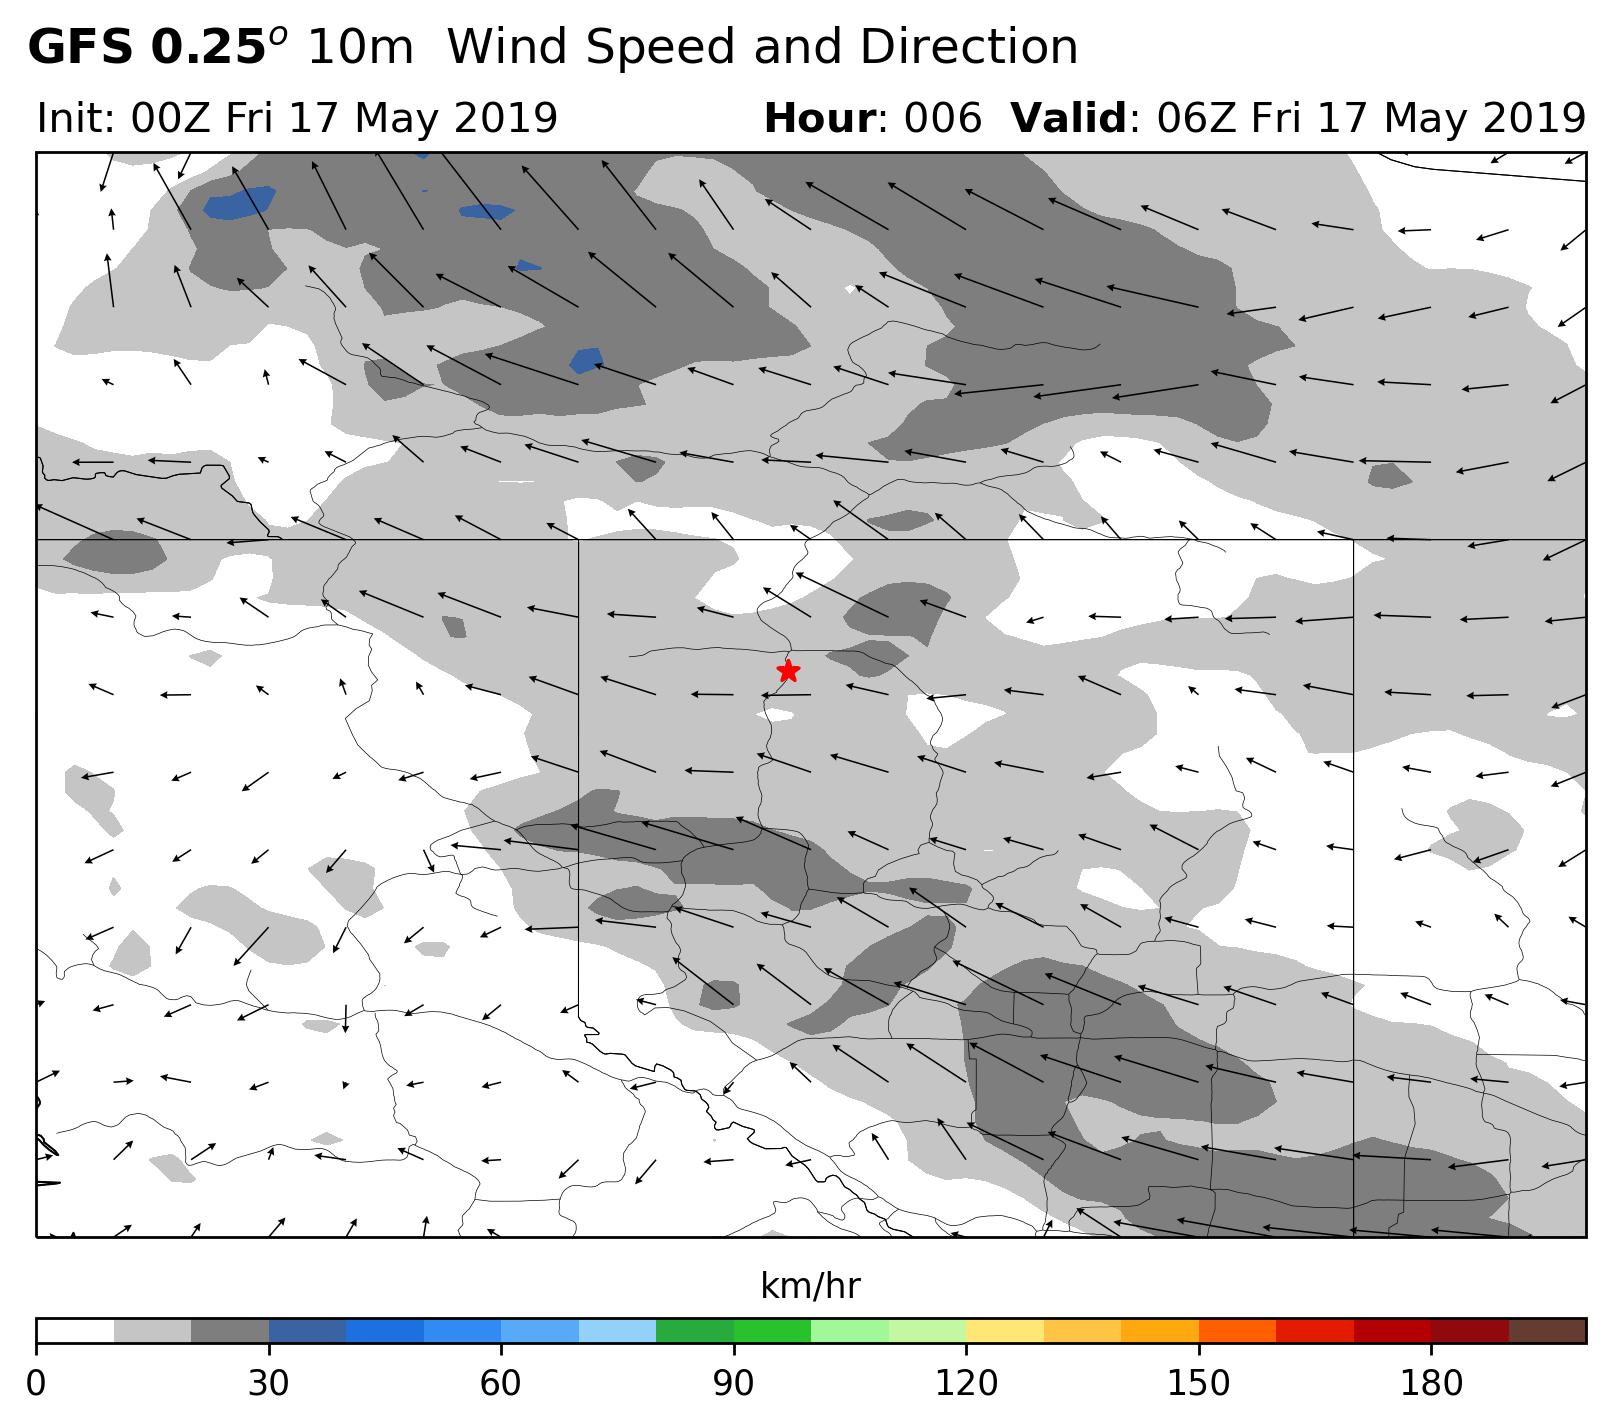 GFS 0.25° 10m Wind Speed and Direction
Init: 00Z Fri 17 May 2019 Hour: 006 Valid: 06Z Fri 17 May 2019
km/hr
0 30 60 90 120 150 180